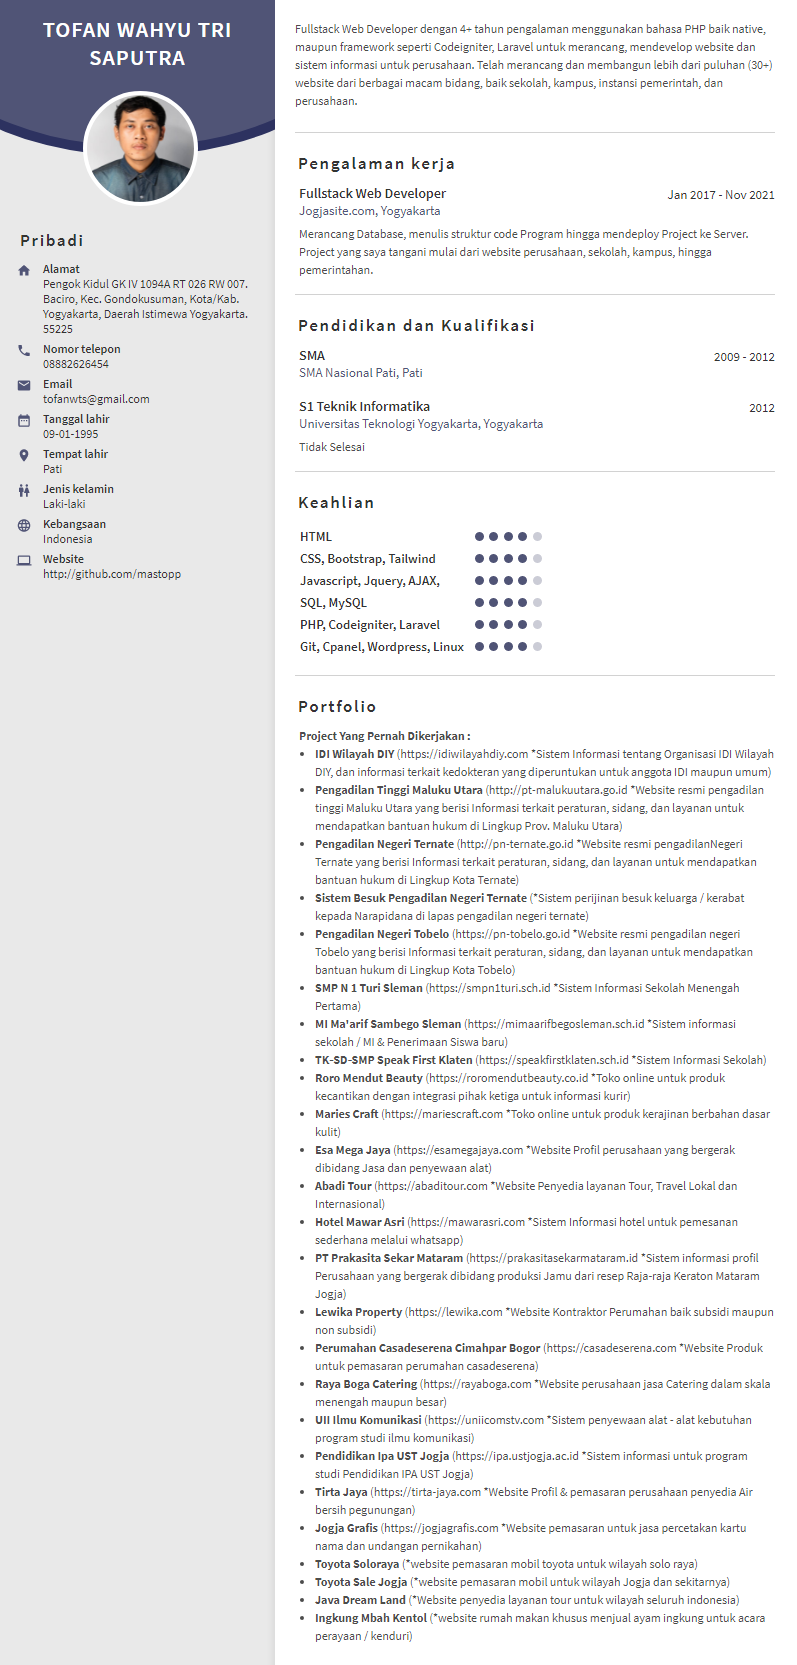 TOFAN WAHYU TRI
SAPUTRA
Pribadi
Alamat
Pengok Kidul GK IV 1094A RT 026 RW 007.
Baciro, Kec. Gondokusuman, Kota/Kab.
Yogyakarta, Daerah Istimewa Yogyakarta.
55225
Nomor telepon
08882626454
Email
tofanwts@gmail.com
Tanggal lahir
09-01-1995
Tempat lahir
Pati
Jenis kelamin
Laki-laki
Kebangsaan
Indonesia
Website
http://github.com/mastopp
Fullstack Web Developer dengan 4+ tahun pengalaman menggunakan bahasa PHP baik native,
maupun framework seperti Codeigniter, Laravel untuk merancang, mendevelop website dan
sistem informasi untuk perusahaan. Telah merancang dan membangun lebih dari puluhan (30+)
website dari berbagai macam bidang, baik sekolah, kampus, instansi pemerintah, dan
perusahaan.
Pengalaman kerja
Fullstack Web Developer Jan 2017 - Nov 2021
Jogjasite.com, Yogyakarta
Merancang Database, menulis struktur code Program hingga mendeploy Project ke Server.
Project yang saya tangani mulai dari website perusahaan, sekolah, kampus, hingga
pemerintahan.
Pendidikan dan Kualifikasi
SMA 2009 - 2012
SMA Nasional Pati, Pati
S1 Teknik Informatika 2012
Universitas Teknologi Yogyakarta, Yogyakarta
Tidak Selesai
Keahlian
HTML
CSS, Bootstrap, Tailwind
Javascript, Jquery, AJAX,
SQL, MySQL
PHP, Codeigniter, Laravel
Git, Cpanel, Wordpress, Linux
Portfolio
Project Yang Pernah Dikerjakan :
• IDI Wilayah DIY (https://idiwilayahdiy.com *Sistem Informasi tentang Organisasi IDI Wilayah
DIY, dan informasi terkait kedokteran yang diperuntukan untuk anggota IDI maupun umum)
• Pengadilan Tinggi Maluku Utara (http://pt-malukuutara.go.id *Website resmi pengadilan
tinggi Maluku Utara yang berisi Informasi terkait peraturan, sidang, dan layanan untuk
mendapatkan bantuan hukum di Lingkup Prov. Maluku Utara)
• Pengadilan Negeri Ternate (http://pn-ternate.go.id *Website resmi pengadilanNegeri
Ternate yang berisi Informasi terkait peraturan, sidang, dan layanan untuk mendapatkan
bantuan hukum di Lingkup Kota Ternate)
• Sistem Besuk Pengadilan Negeri Ternate (*Sistem perijinan besuk keluarga / kerabat
kepada Narapidana di lapas pengadilan negeri ternate)
• Pengadilan Negeri Tobelo (https://pn-tobelo.go.id *Website resmi pengadilan negeri
Tobelo yang berisi Informasi terkait peraturan, sidang, dan layanan untuk mendapatkan
bantuan hukum di Lingkup Kota Tobelo)
• SMP N 1 Turi Sleman (https://smpn1turi.sch.id *Sistem Informasi Sekolah Menengah
Pertama)
• MI Ma'arif Sambego Sleman (https://mimaarifbegosleman.sch.id *Sistem informasi
sekolah / MI & Penerimaan Siswa baru)
• TK-SD-SMP Speak First Klaten (https://speakfirstklaten.sch.id *Sistem Informasi Sekolah)
• Roro Mendut Beauty (https://roromendutbeauty.co.id *Toko online untuk produk
kecantikan dengan integrasi pihak ketiga untuk informasi kurir)
• Maries Craft (https://mariescraft.com *Toko online untuk produk kerajinan berbahan dasar
kulit)
• Esa Mega Jaya (https://esamegajaya.com *Website Profil perusahaan yang bergerak
dibidang Jasa dan penyewaan alat)
• Abadi Tour (https://abaditour.com *Website Penyedia layanan Tour, Travel Lokal dan
Internasional)
• Hotel Mawar Asri (https://mawarasri.com *Sistem Informasi hotel untuk pemesanan
sederhana melalui whatsapp)
• PT Prakasita Sekar Mataram (https://prakasitasekarmataram.id *Sistem informasi profil
Perusahaan yang bergerak dibidang produksi Jamu dari resep Raja-raja Keraton Mataram
Jogja)
• Lewika Property (https://lewika.com *Website Kontraktor Perumahan baik subsidi maupun
non subsidi)
• Perumahan Casadeserena Cimahpar Bogor (https://casadeserena.com *Website Produk
untuk pemasaran perumahan casadeserena)
• Raya Boga Catering (https://rayaboga.com *Website perusahaan jasa Catering dalam skala
menengah maupun besar)
• UII Ilmu Komunikasi (https://uniicomstv.com *Sistem penyewaan alat - alat kebutuhan
program studi ilmu komunikasi)
• Pendidikan Ipa UST Jogja (https://ipa.ustjogja.ac.id *Sistem informasi untuk program
studi Pendidikan IPA UST Jogja)
• Tirta Jaya (https://tirta-jaya.com *Website Profil & pemasaran perusahaan penyedia Air
bersih pegunungan)
• Jogja Grafis (https://jogjagrafis.com *Website pemasaran untuk jasa percetakan kartu
nama dan undangan pernikahan)
• Toyota Soloraya (*website pemasaran mobil toyota untuk wilayah solo raya)
• Toyota Sale Jogja (*website pemasaran mobil untuk wilayah Jogja dan sekitarnya)
• Java Dream Land (*Website penyedia layanan tour untuk wilayah seluruh indonesia)
• Ingkung Mbah Kentol (*website rumah makan khusus menjual ayam ingkung untuk acara
perayaan / kenduri)